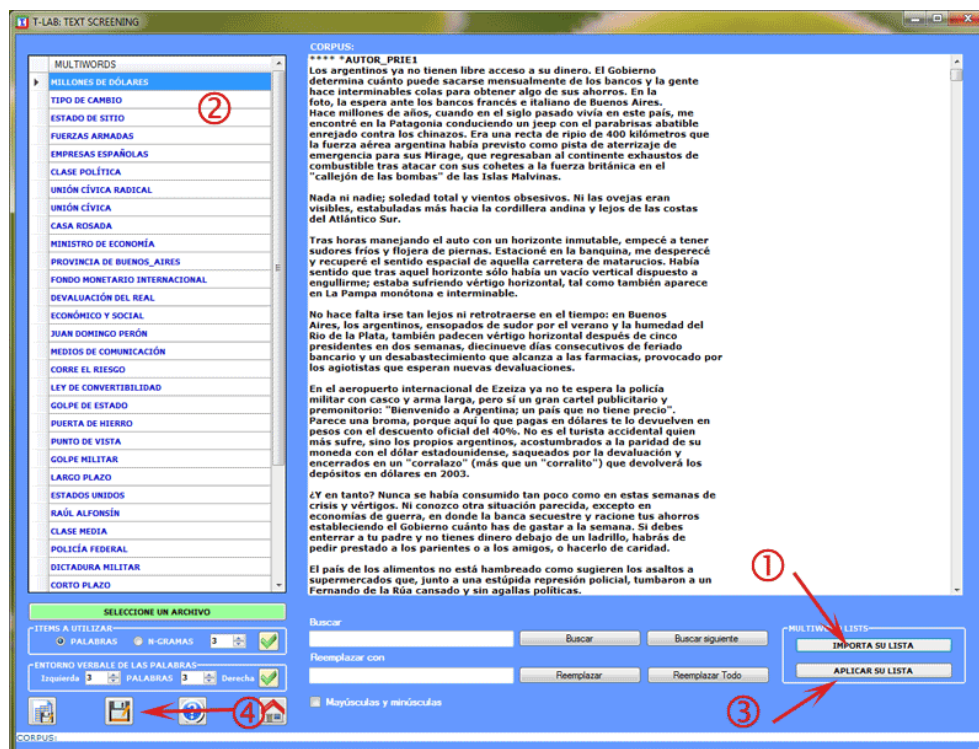 T-LAB: TEXT SCREENING
MULTIWORDS
MILLONES DE DÓLARES
TIPO DE CAMBIO
ESTADO DE SITIO
FUERZAS ARMADAS
EMPRESAS ESPAÑOLAS
CLASE POLÍTICA
UNIÓN CÍVICA RADICAL
UNIÓN CÍVICA
CASA ROSADA
MINISTRO DE ECONOMÍA
PROVINCIA DE BUENOS_AIRES
FONDO MONETARIO INTERNACIONAL
DEVALUACIÓN DEL REAL
ECONÓMICO Y SOCIAL
JUAN DOMINGO PERÓN
MEDIOS DE COMUNICACIÓN
CORRE EL RIESGO
LEY DE CONVERTIBILIDAD
GOLPE DE ESTADO
PUERTA DE HIERRO
PUNTO DE VISTA
GOLPE MILITAR
LARGO PLAZO
ESTADOS UNIDOS
RAÚL ALFONSÍN
CLASE MEDIA
POLICÍA FEDERAL
DICTADURA MILITAR
CORTO PLAZO
2
SELECCIONE UN ARCHIVO
ITEMS A UTILIZAR
PALABRAS N-GRAMAS 3
ENTORNO VERBALE DE LAS PALABRAS
Izquierda 3 PALABRAS 3 Derecha
4
CORPUS:
**** *AUTOR_PRIE1
Los argentinos ya no tienen libre acceso a su dinero. El Gobierno
determina cuánto puede sacarse mensualmente de los bancos y la gente
hace interminables colas para obtener algo de sus ahorros. En la
foto, la espera ante los bancos francés e italiano de Buenos Aires.
Hace millones de años, cuando en el siglo pasado vivía en este país, me
encontré en la Patagonia conduciendo un jeep con el parabrisas abatible
enrejado contra los chinazos. Era una recta de ripio de 400 kilómetros que
la fuerza aérea argentina había previsto como pista de aterrizaje de
emergencia para sus Mirage, que regresaban al continente exhaustos de
combustible tras atacar con sus cohetes a la fuerza británica en el
"callejón de las bombas" de las Islas Malvinas.
Nada ni nadie; soledad total y vientos obsesivos. Ni las ovejas eran
visibles, estabuladas más hacia la cordillera andina y lejos de las costas
del Atlántico Sur.
Tras horas manejando el auto con un horizonte inmutable, empecé a tener
sudores fríos y flojera de piernas. Estacioné en la banquina, me desperecé
y recuperé el sentido espacial de aquella carretera de matarucios. Había
sentido que tras aquel horizonte sólo había un vacío vertical dispuesto a
engullirme; estaba sufriendo vértigo horizontal, tal como también aparece
en La Pampa monótona e interminable.
No hace falta irse tan lejos ni retrotraerse en el tiempo: en Buenos
Aires, los argentinos, ensopados de sudor por el verano y la humedad del
Río de la Plata, también padecen vértigo horizontal después de cinco
presidentes en dos semanas, diecinueve días consecutivos de feriado
bancario y un desabastecimiento que alcanza a las farmacias, provocado por
los agiotistas que esperan nuevas devaluaciones.
En el aeropuerto internacional de Ezeiza ya no te espera la policía
militar con casco y arma larga, pero sí un gran cartel publicitario y
premonitorio: "Bienvenido a Argentina; un país que no tiene precio".
Parece una broma, porque aquí lo que pagas en dólares te lo devuelven en
pesos con el descuento oficial del 40%. No es el turista accidental quien
más sufre, sino los propios argentinos, acostumbrados a la paridad de su
moneda con el dólar estadounidense, saqueados por la devaluación y
encerrados en un "corralazo" (más que un "corralito") que devolverá los
depósitos en dólares en 2003.
¿Y en tanto? Nunca se había consumido tan poco como en estas semanas de
crisis y vértigos. Ni conozco otra situación parecida, excepto en
economías de guerra, en donde la banca secuestre y racione tus ahorros
estableciendo el Gobierno cuánto has de gastar a la semana. Si debes
enterrar a tu padre y no tienes dinero debajo de un ladrillo, habrás de
pedir prestado a los parientes o a los amigos, o hacerlo de caridad.
El país de los alimentos no está hambreado como sugieren los asaltos a
supermercados que, junto a una estúpida represión policial, tumbaron a un
Fernando de la Rúa cansado y sin agallas políticas.
Buscar
Buscar Buscar siguiente
Reemplazar con
Reemplazar Reemplazar Todo
Mayúsculas y minúsculas
1
MULTIWORD LISTS
IMPORTA SU LISTA
APLICAR SU LISTA
3
CORPUS: